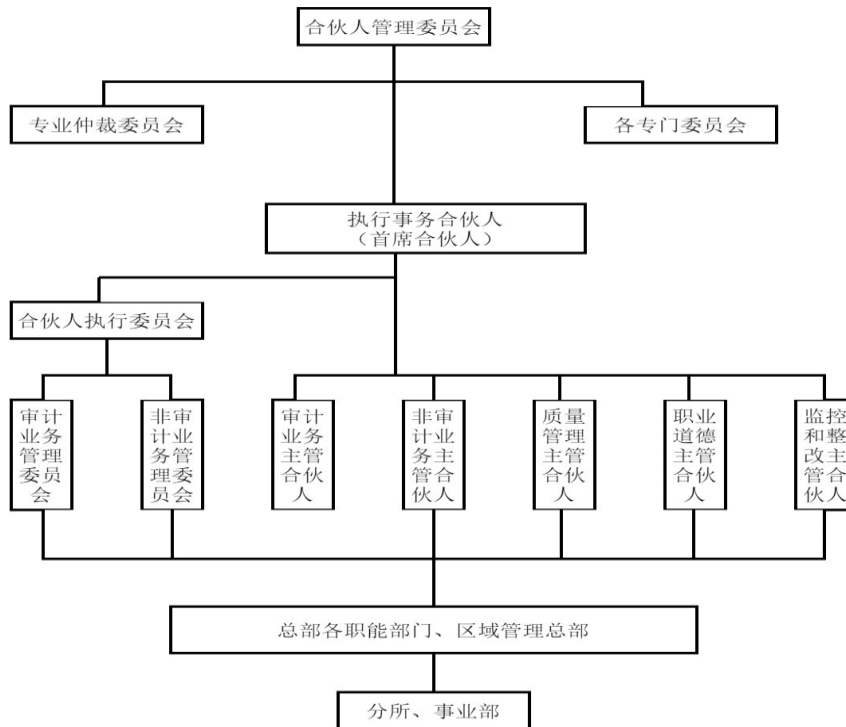 合伙人管理委员会
专业仲裁委员会
各专门委员会
执行事务合伙人
（首席合伙人）
合伙人执行委员会
审计
业务
管理
委员
会
非审
计业
务管
理委
员会
审计
业务
主管
合伙
人
非审
计业
务主
管合
伙人
质量
管理
主管
合伙
人
职业
道德
主管
合伙
人
监控
和整
改主
管合
伙人
总部各职能部门、区域管理总部
分所、事业部